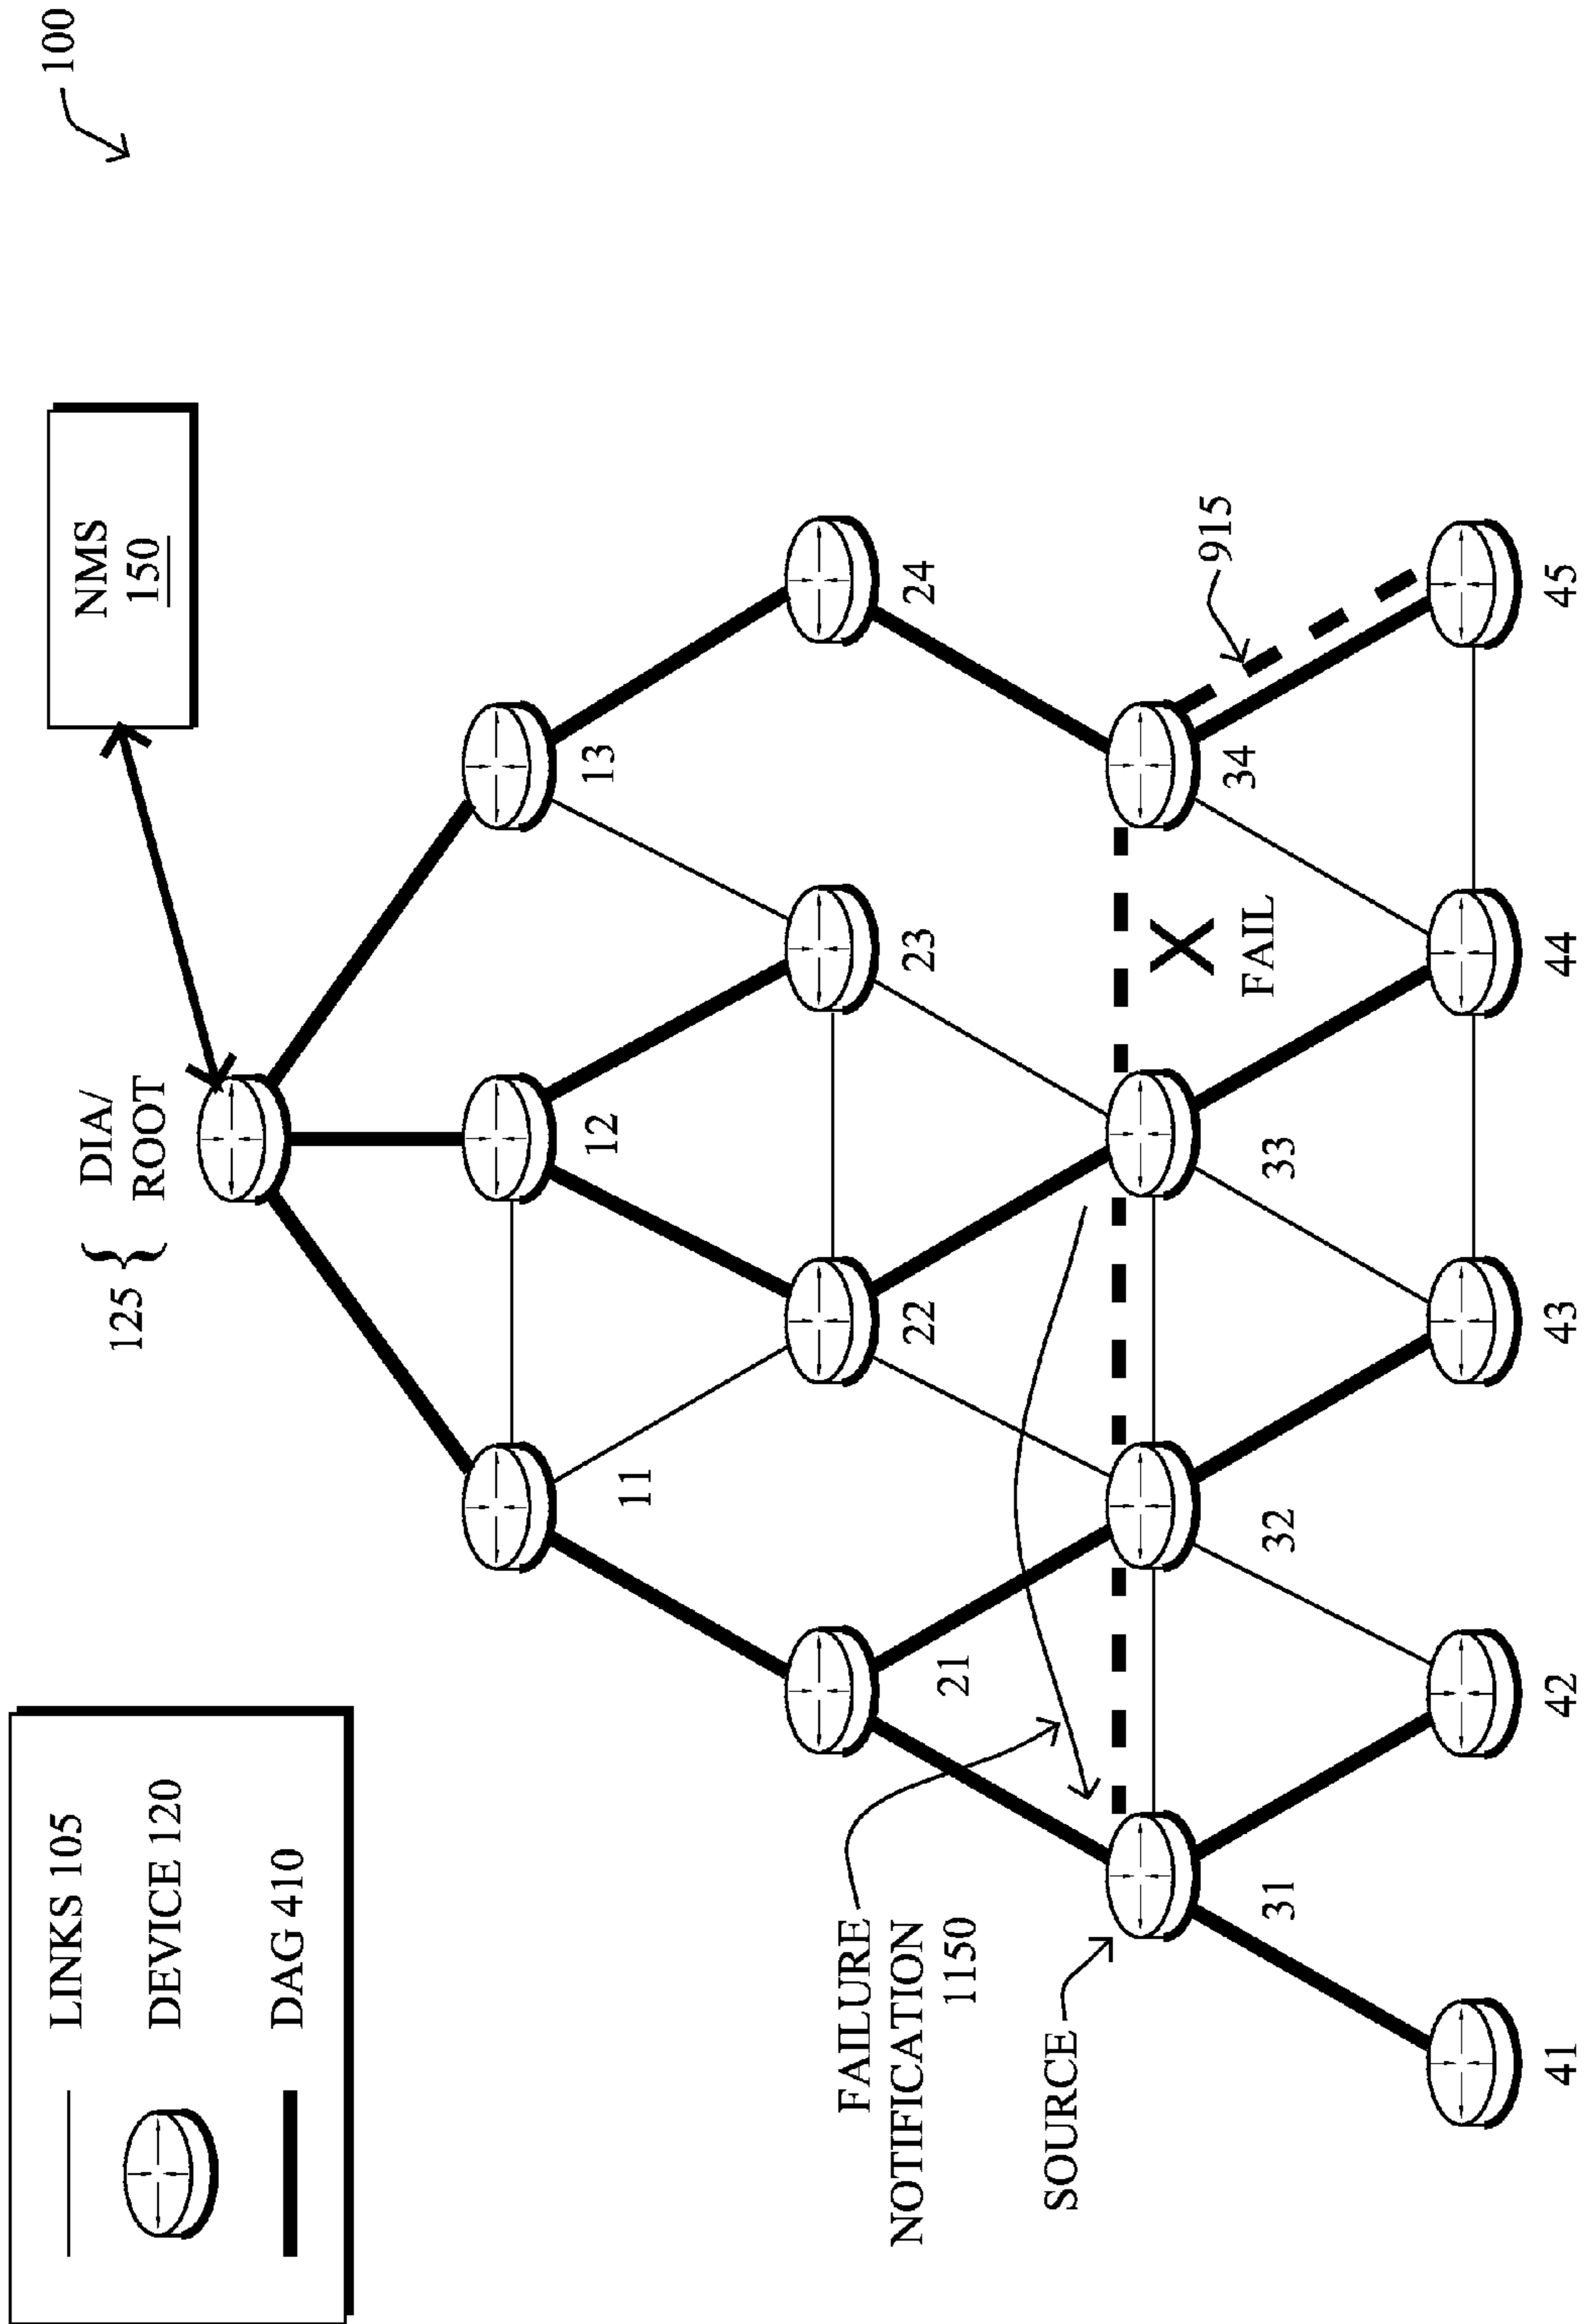 100
LINKS 105
DEVICE 120
DAG 410
NMS
150
125 { DIA/
ROOT
11
12
13
21
22
23
24
FAILURE
NOTIFICATION
1150
SOURCE
31
32
33
34
X
FAIL
915
41
42
43
44
45